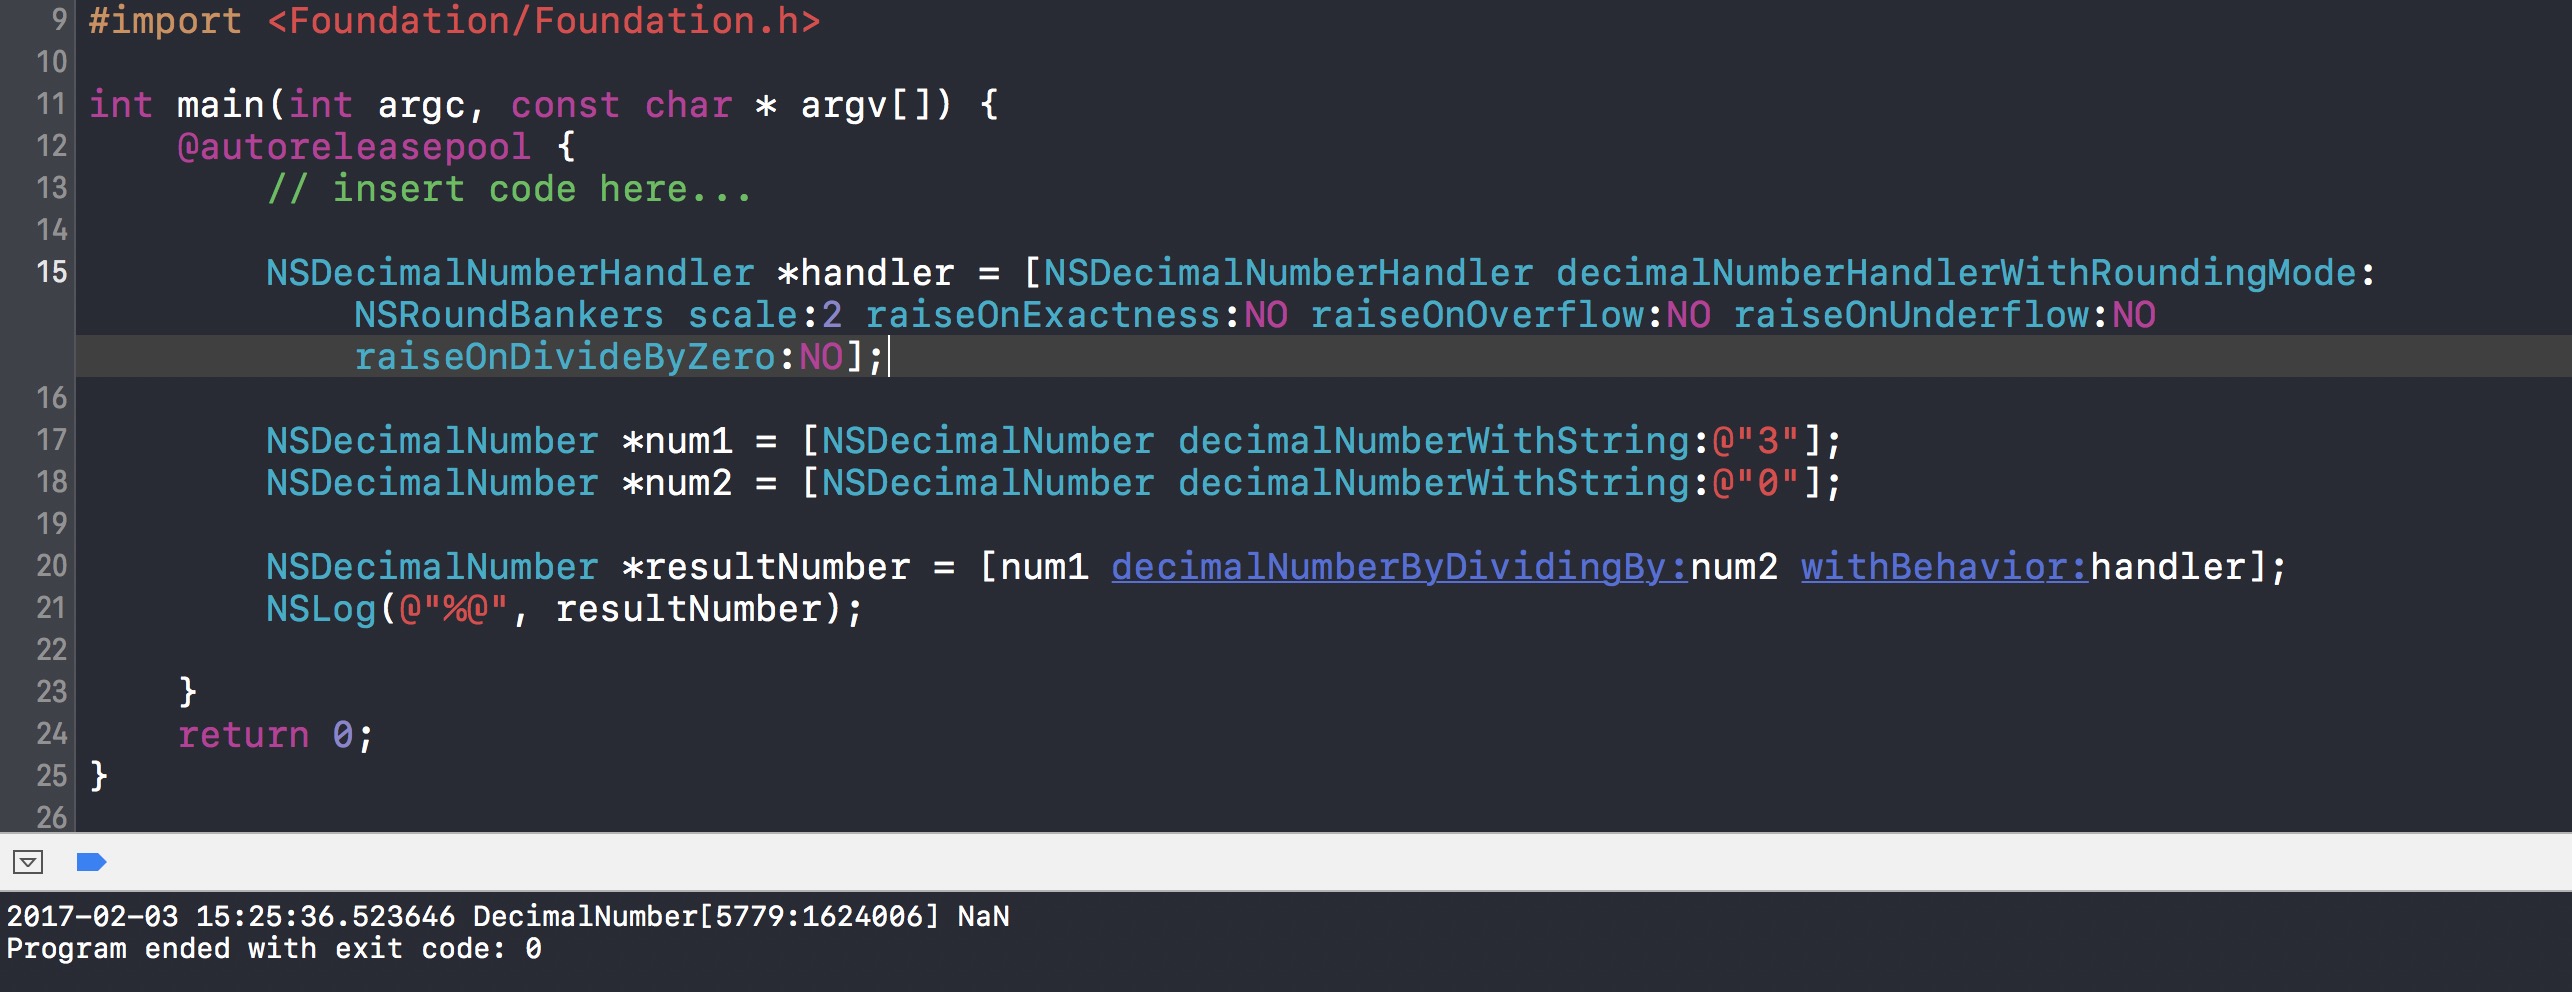 9 #import <Foundation/Foundation.h>
10
11 int main(int argc, const char * argv[]) {
12 @autoreleasepool {
13 // insert code here...
14
15 NSDecimalNumberHandler *handler = [NSDecimalNumberHandler decimalNumberHandlerWithRoundingMode:
NSRoundBankers scale:2 raiseOnExactness:NO raiseOnOverflow:NO raiseOnUnderflow:NO
raiseOnDivideByZero:NO];
16
17 NSDecimalNumber *num1 = [NSDecimalNumber decimalNumberWithString:@"3"];
18 NSDecimalNumber *num2 = [NSDecimalNumber decimalNumberWithString:@"0"];
19
20 NSDecimalNumber *resultNumber = [num1 decimalNumberByDividingBy:num2 withBehavior:handler];
21 NSLog(@"%@", resultNumber);
22
23 }
24 return 0;
25 }
26
2017-02-03 15:25:36.523646 DecimalNumber[5779:1624006] NaN
Program ended with exit code: 0